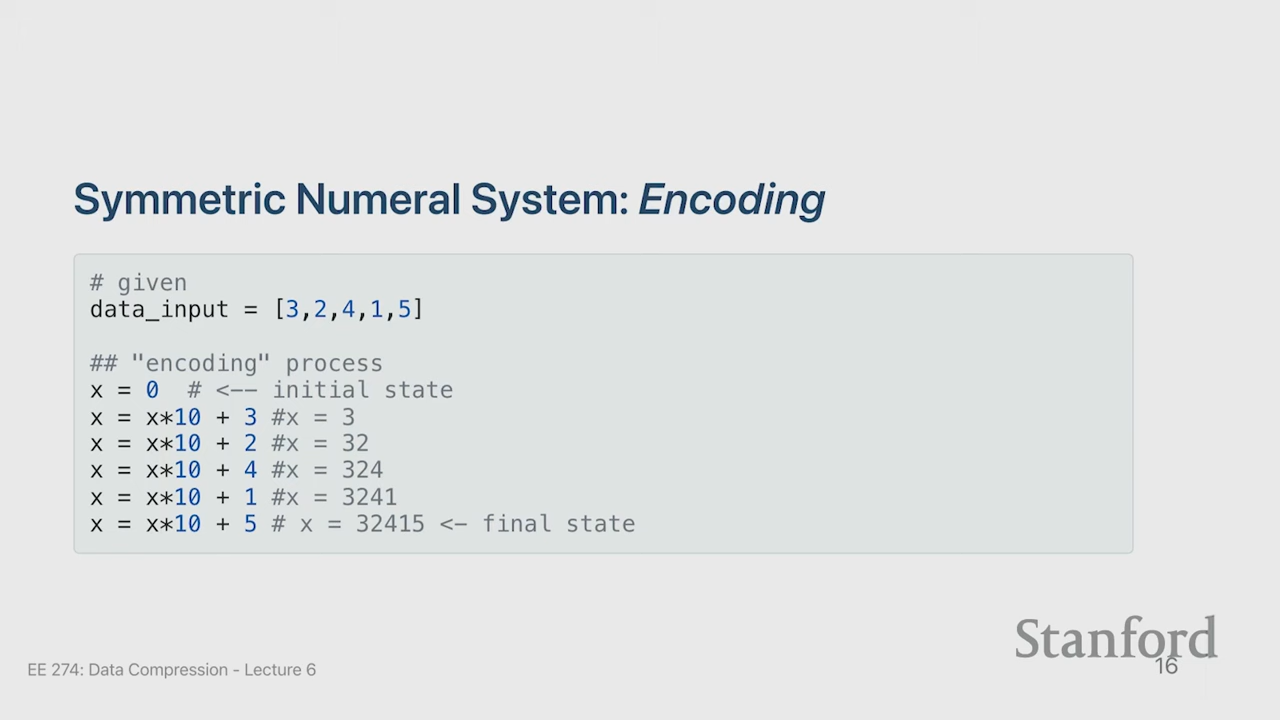 Symmetric Numeral System: Encoding
# given
data_input = [3,2,4,1,5]
## "encoding" process
x = 0  # <-- initial state
x = x*10 + 3 #x = 3
x = x*10 + 2 #x = 32
x = x*10 + 4 #x = 324
x = x*10 + 1 #x = 3241
x = x*10 + 5 # x = 32415 <- final state
Stanford
EE 274: Data Compression - Lecture 6
16